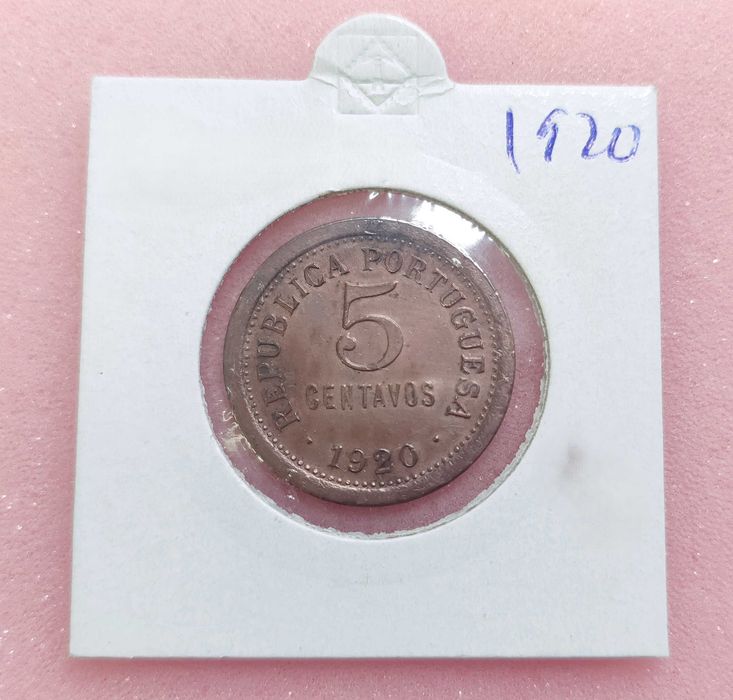 1920
REPUBLICA PORTUGUESA
5
CENTAVOS
· 1920 ·